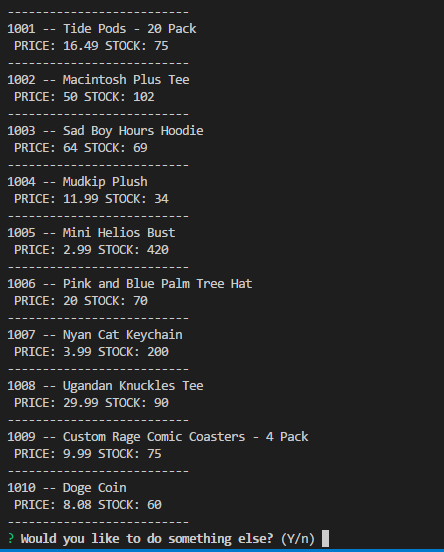 --------------------------
1001 -- Tide Pods - 20 Pack
 PRICE: 16.49 STOCK: 75
--------------------------
1002 -- Macintosh Plus Tee
 PRICE: 50 STOCK: 102
--------------------------
1003 -- Sad Boy Hours Hoodie
 PRICE: 64 STOCK: 69
--------------------------
1004 -- Mudkip Plush
 PRICE: 11.99 STOCK: 34
--------------------------
1005 -- Mini Helios Bust
 PRICE: 2.99 STOCK: 420
--------------------------
1006 -- Pink and Blue Palm Tree Hat
 PRICE: 20 STOCK: 70
--------------------------
1007 -- Nyan Cat Keychain
 PRICE: 3.99 STOCK: 200
--------------------------
1008 -- Ugandan Knuckles Tee
 PRICE: 29.99 STOCK: 90
--------------------------
1009 -- Custom Rage Comic Coasters - 4 Pack
 PRICE: 9.99 STOCK: 75
--------------------------
1010 -- Doge Coin
 PRICE: 8.08 STOCK: 60
--------------------------
? Would you like to do something else? (Y/n)